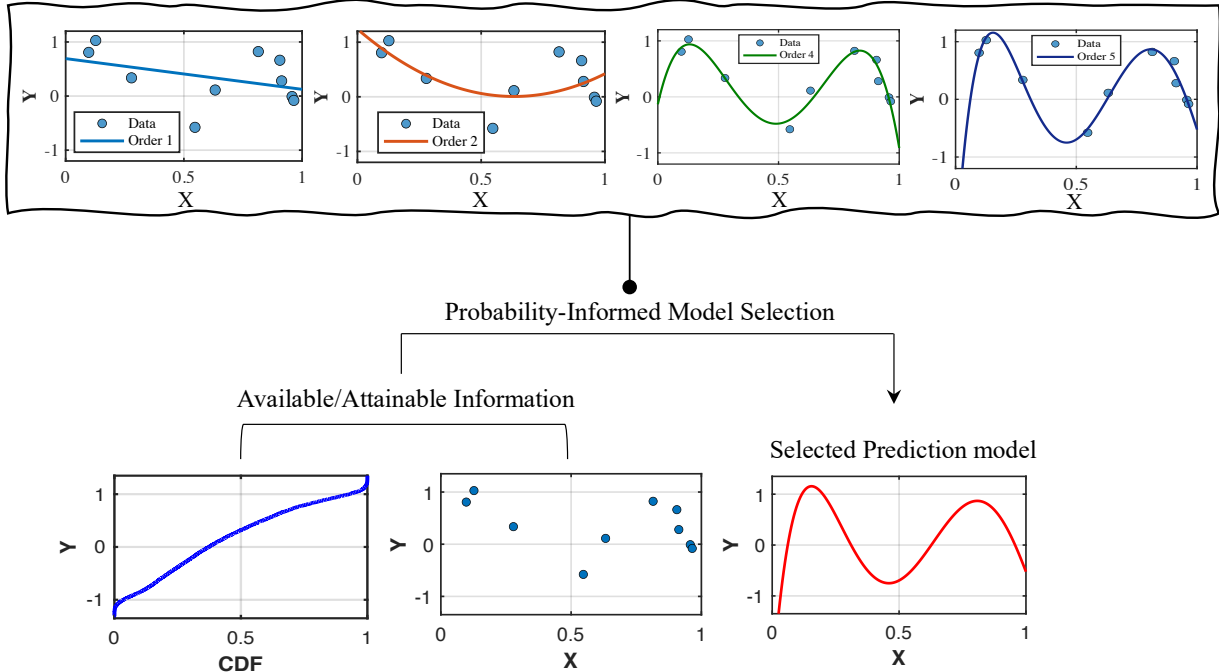 1
0
-1
Y
Data
Order 1
0
0.5
1
X
1
0
-1
Y
Data
Order 2
0
0.5
1
X
1
0
-1
Y
Data
Order 4
0
0.5
1
X
1
0
-1
Y
Data
Order 5
0
0.5
1
X
Probability-Informed Model Selection
Available/Attainable Information
Selected Prediction model
1
0
-1
Y
0
0.5
1
CDF
1
0
-1
Y
0
0.5
1
X
1
0
-1
Y
0
0.5
1
X